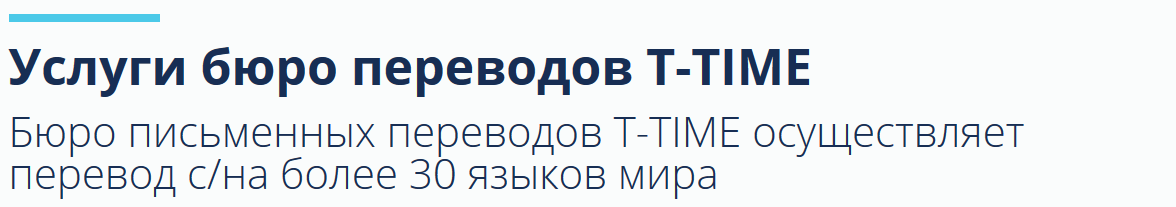 Услуги бюро переводов T-TIME
Бюро письменных переводов T-TIME осуществляет
перевод с/на более 30 языков мира